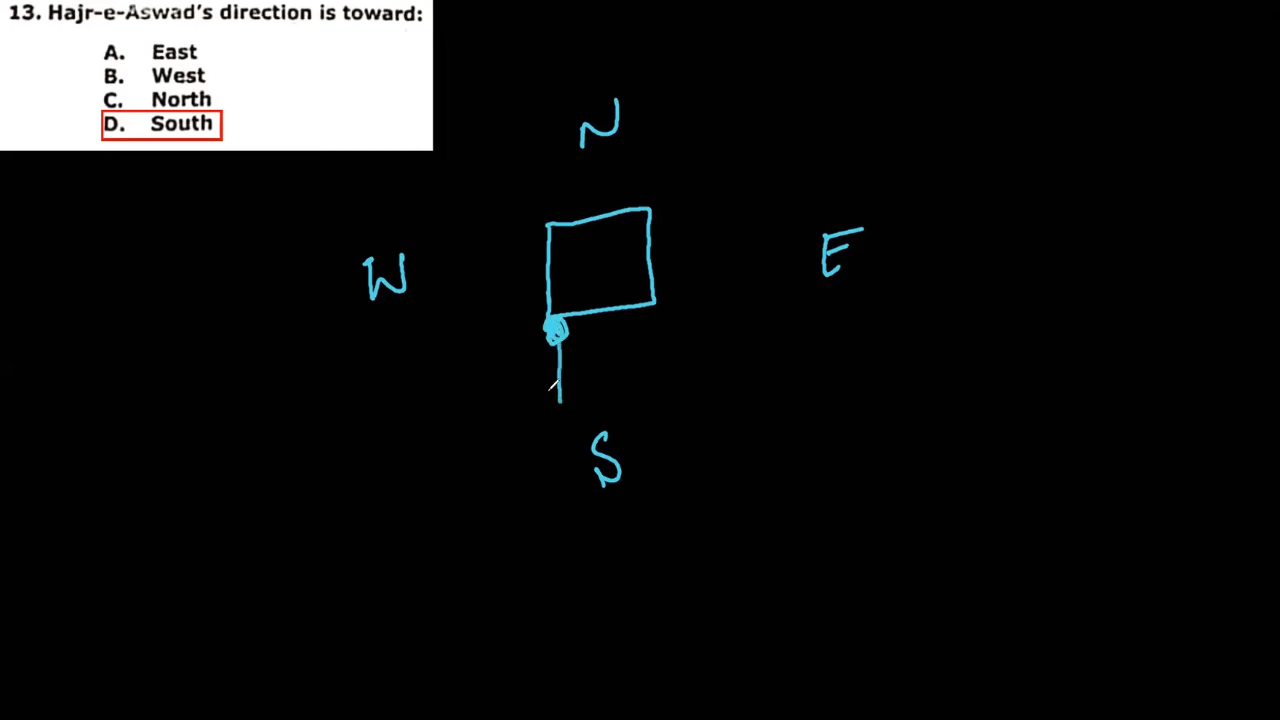 13. Hajr-e-Aswad's direction is toward:
A. East
B. West
C. North
D. South
N
W
E
S